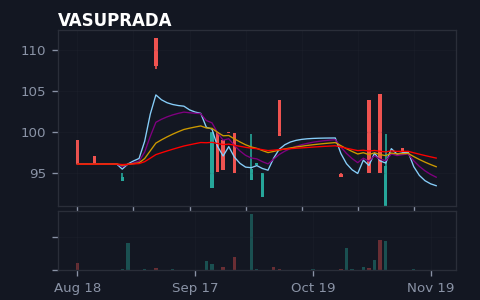 VASUPRADA
110
105
100
95
Aug 18
Sep 17
Oct 19
Nov 19